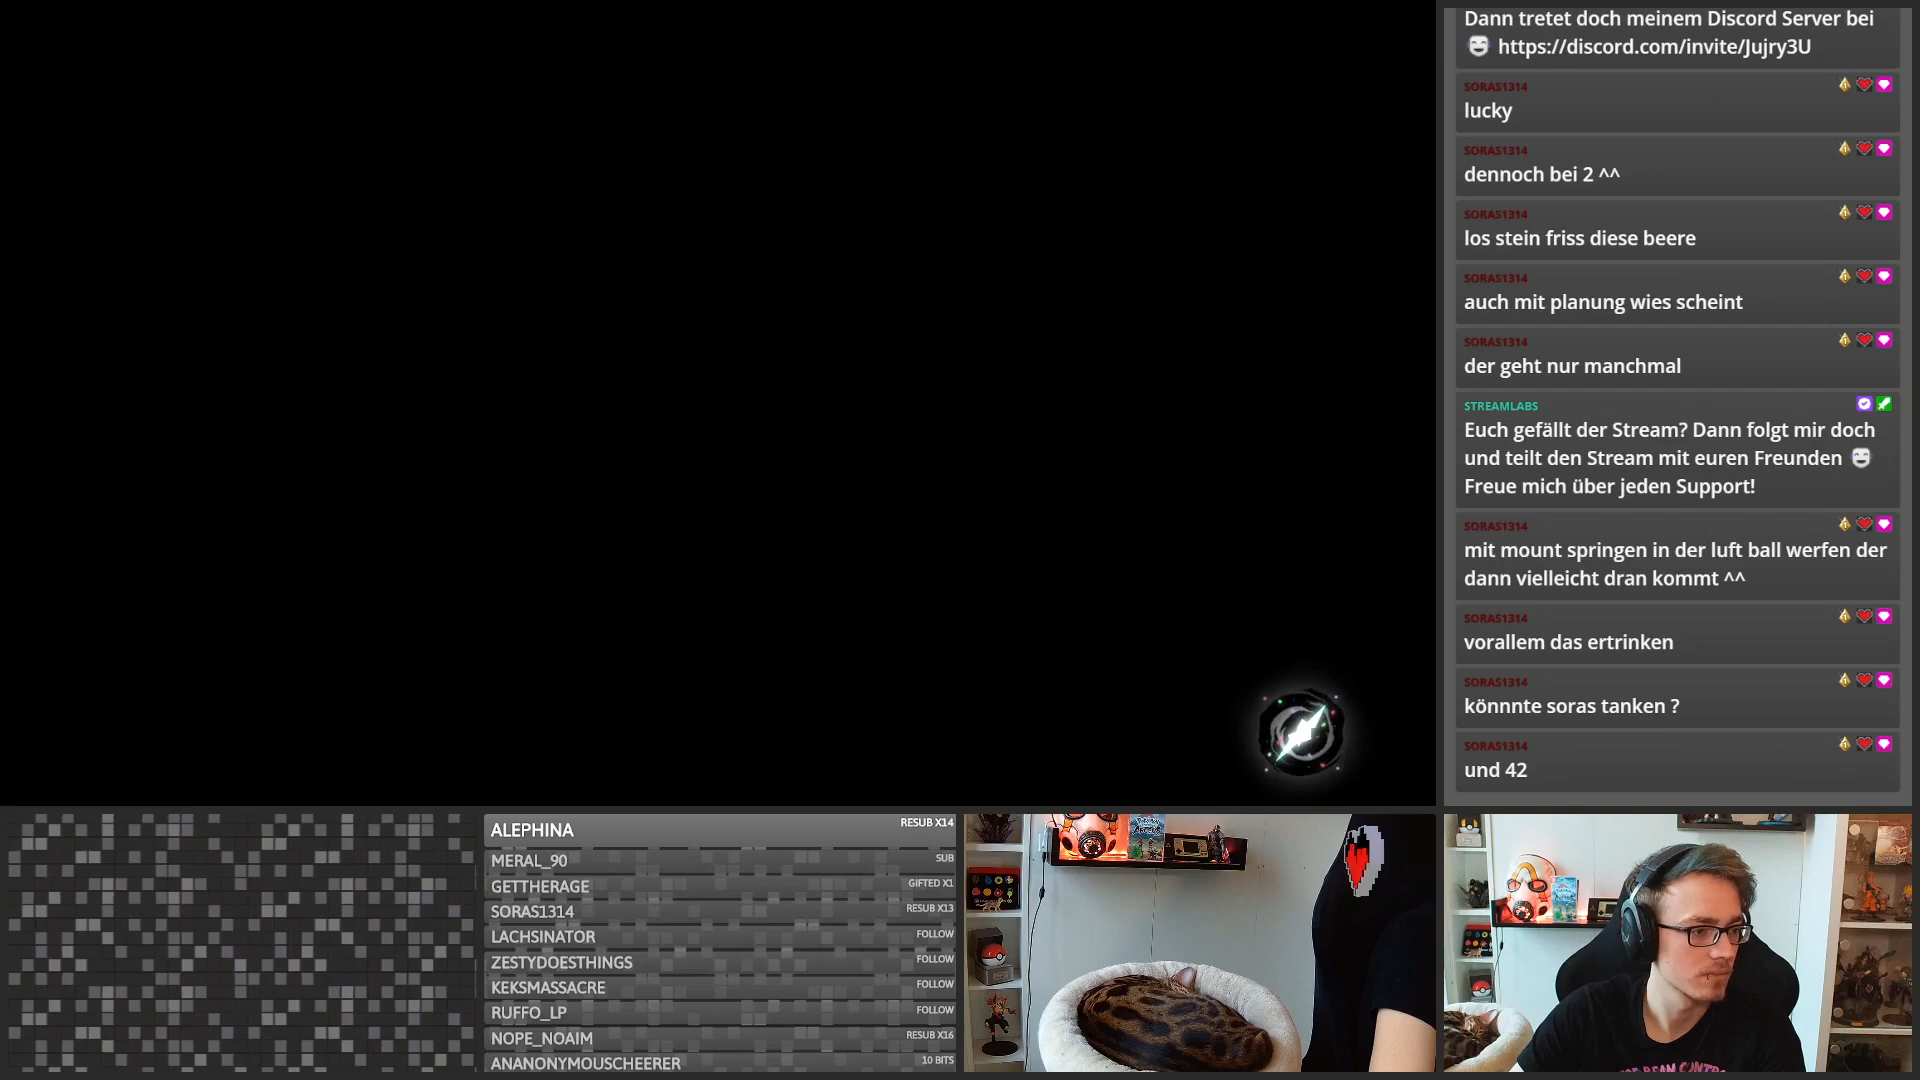 Dann tretet doch meinem Discord Server bei
https://discord.com/invite/Jujry3U
SORAS1314
lucky
SORAS1314
dennoch bei 2 ^^
SORAS1314
los stein friss diese beere
SORAS1314
auch mit planung wies scheint
SORAS1314
der geht nur manchmal
STREAMLABS
Euch gefällt der Stream? Dann folgt mir doch
und teilt den Stream mit euren Freunden
Freue mich über jeden Support!
SORAS1314
mit mount springen in der luft ball werfen der
dann vielleicht dran kommt ^^
SORAS1314
vorallem das ertrinken
SORAS1314
könnnte soras tanken ?
SORAS1314
und 42
ALEPHINA RESUB X14
MERAL_90 SUB
GETTHERAGE GIFTED X1
SORAS1314 RESUB X13
LACHSINATOR FOLLOW
ZESTYDOESTHINGS FOLLOW
KEKSMASSACRE FOLLOW
RUFFO_LP FOLLOW
NOPE_NOAIM RESUB X16
ANANONYMOUSCHEERER 10 BITS